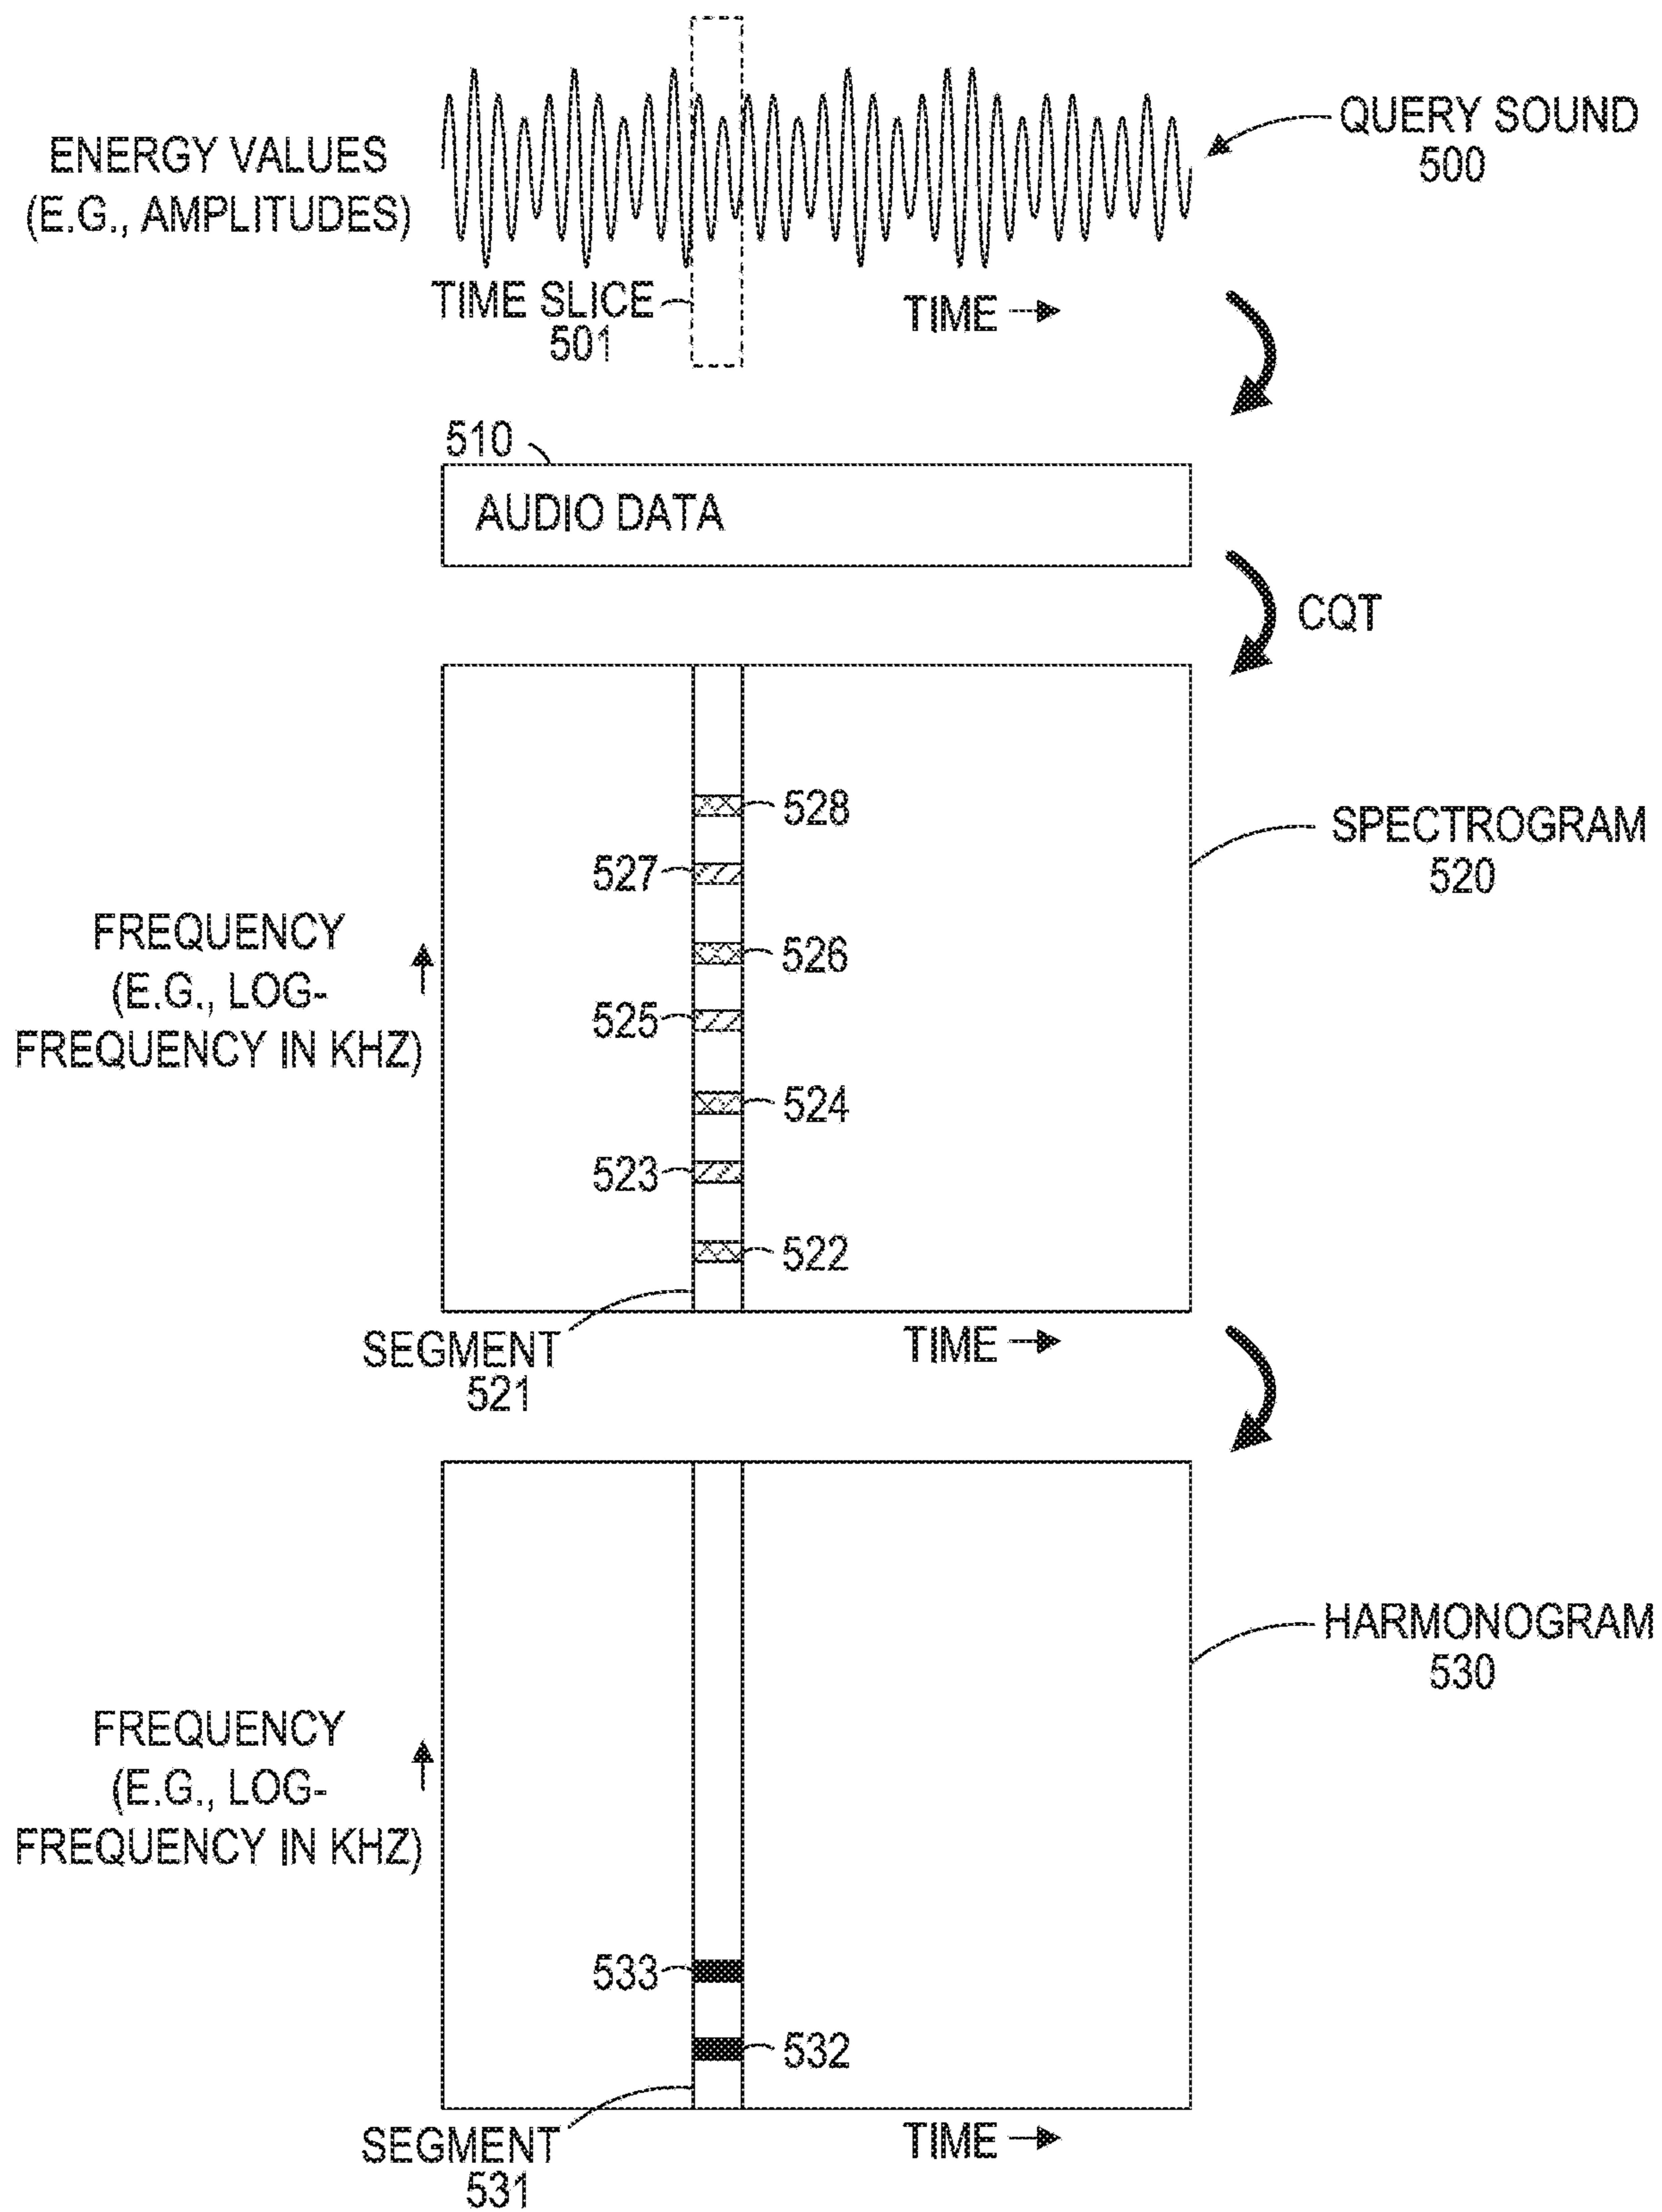 QUERY SOUND
500
ENERGY VALUES
(E.G., AMPLITUDES)
TIME SLICE
501
TIME
510
AUDIO DATA
CQT
528
527
526
525
524
523
522
SPECTROGRAM
520
FREQUENCY
(E.G., LOG-
FREQUENCY IN KHZ)
SEGMENT
521
TIME
HARMONOGRAM
530
FREQUENCY
(E.G., LOG-
FREQUENCY IN KHZ)
533
532
SEGMENT
531
TIME